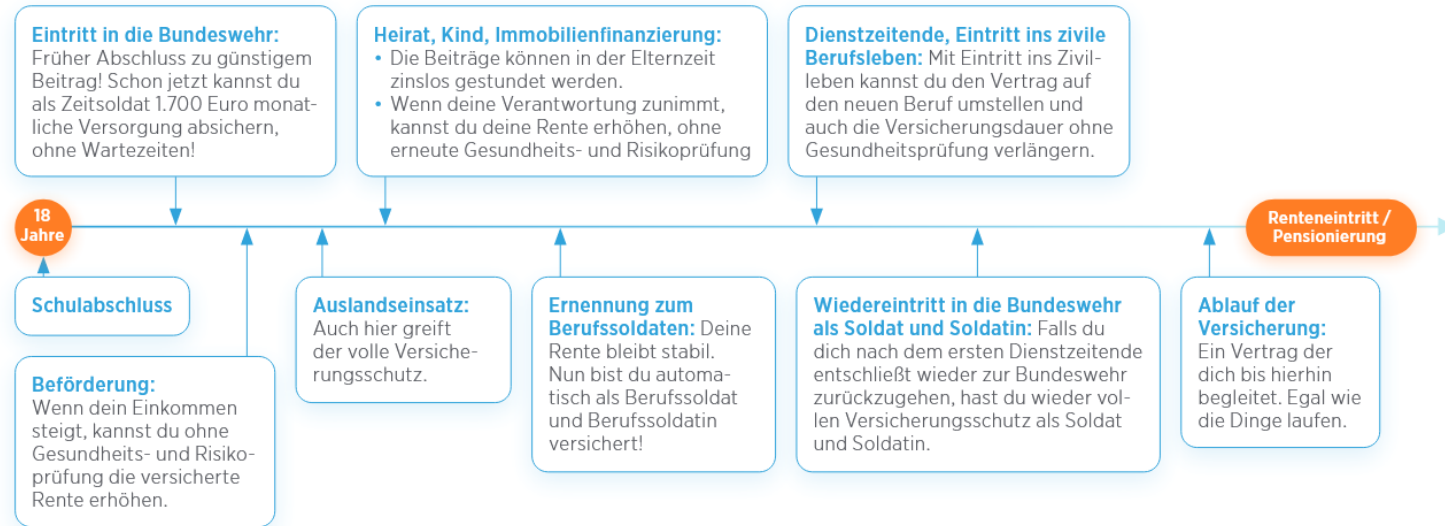 Eintritt in die Bundeswehr:
Früher Abschluss zu günstigem
Beitrag! Schon jetzt kannst du
als Zeitsoldat 1.700 Euro monat-
liche Versorgung absichern,
ohne Wartezeiten!
Heirat, Kind, Immobilienfinanzierung:
• Die Beiträge können in der Elternzeit
zinslos gestundet werden.
• Wenn deine Verantwortung zunimmt,
kannst du deine Rente erhöhen, ohne
erneute Gesundheits- und Risikoprüfung
Dienstzeitende, Eintritt ins zivile
Berufsleben: Mit Eintritt ins Zivil-
leben kannst du den Vertrag auf
den neuen Beruf umstellen und
auch die Versicherungsdauer ohne
Gesundheitsprüfung verlängern.
18
Jahre
Renteneintritt /
Pensionierung
Schulabschluss
Beförderung:
Wenn dein Einkommen
steigt, kannst du ohne
Gesundheits- und Risiko-
prüfung die versicherte
Rente erhöhen.
Auslandseinsatz:
Auch hier greift
der volle Versiche-
rungsschutz.
Ernennung zum
Berufssoldaten: Deine
Rente bleibt stabil.
Nun bist du automa-
tisch als Berufssoldat
und Berufssoldatin
versichert!
Wiedereintritt in die Bundeswehr
als Soldat und Soldatin: Falls du
dich nach dem ersten Dienstzeitende
entschließt wieder zur Bundeswehr
zurückzugehen, hast du wieder vol-
len Versicherungsschutz als Soldat
und Soldatin.
Ablauf der
Versicherung:
Ein Vertrag der
dich bis hierhin
begleitet. Egal wie
die Dinge laufen.